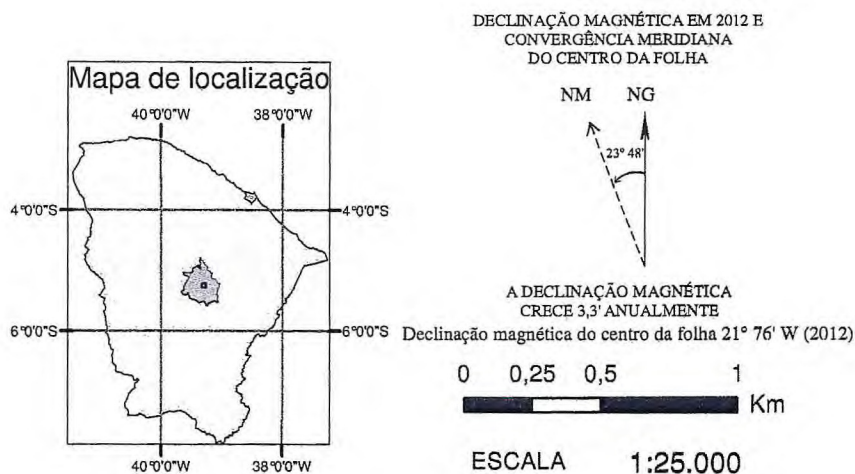 DECLINAÇÃO MAGNÉTICA EM 2012 E
CONVERGÊNCIA MERIDIANA
DO CENTRO DA FOLHA
NM NG
23° 48'
A DECLINAÇÃO MAGNÉTICA
CRECE 3,3' ANUALMENTE
Declinação magnética do centro da folha 21° 76' W (2012)
0 0,25 0,5 1
Km
ESCALA 1:25.000
Mapa de localização
40°0'0"W 38°0'0"W
4°0'0"S 4°0'0"S
6°0'0"S 6°0'0"S
40°0'0"W 38°0'0"W